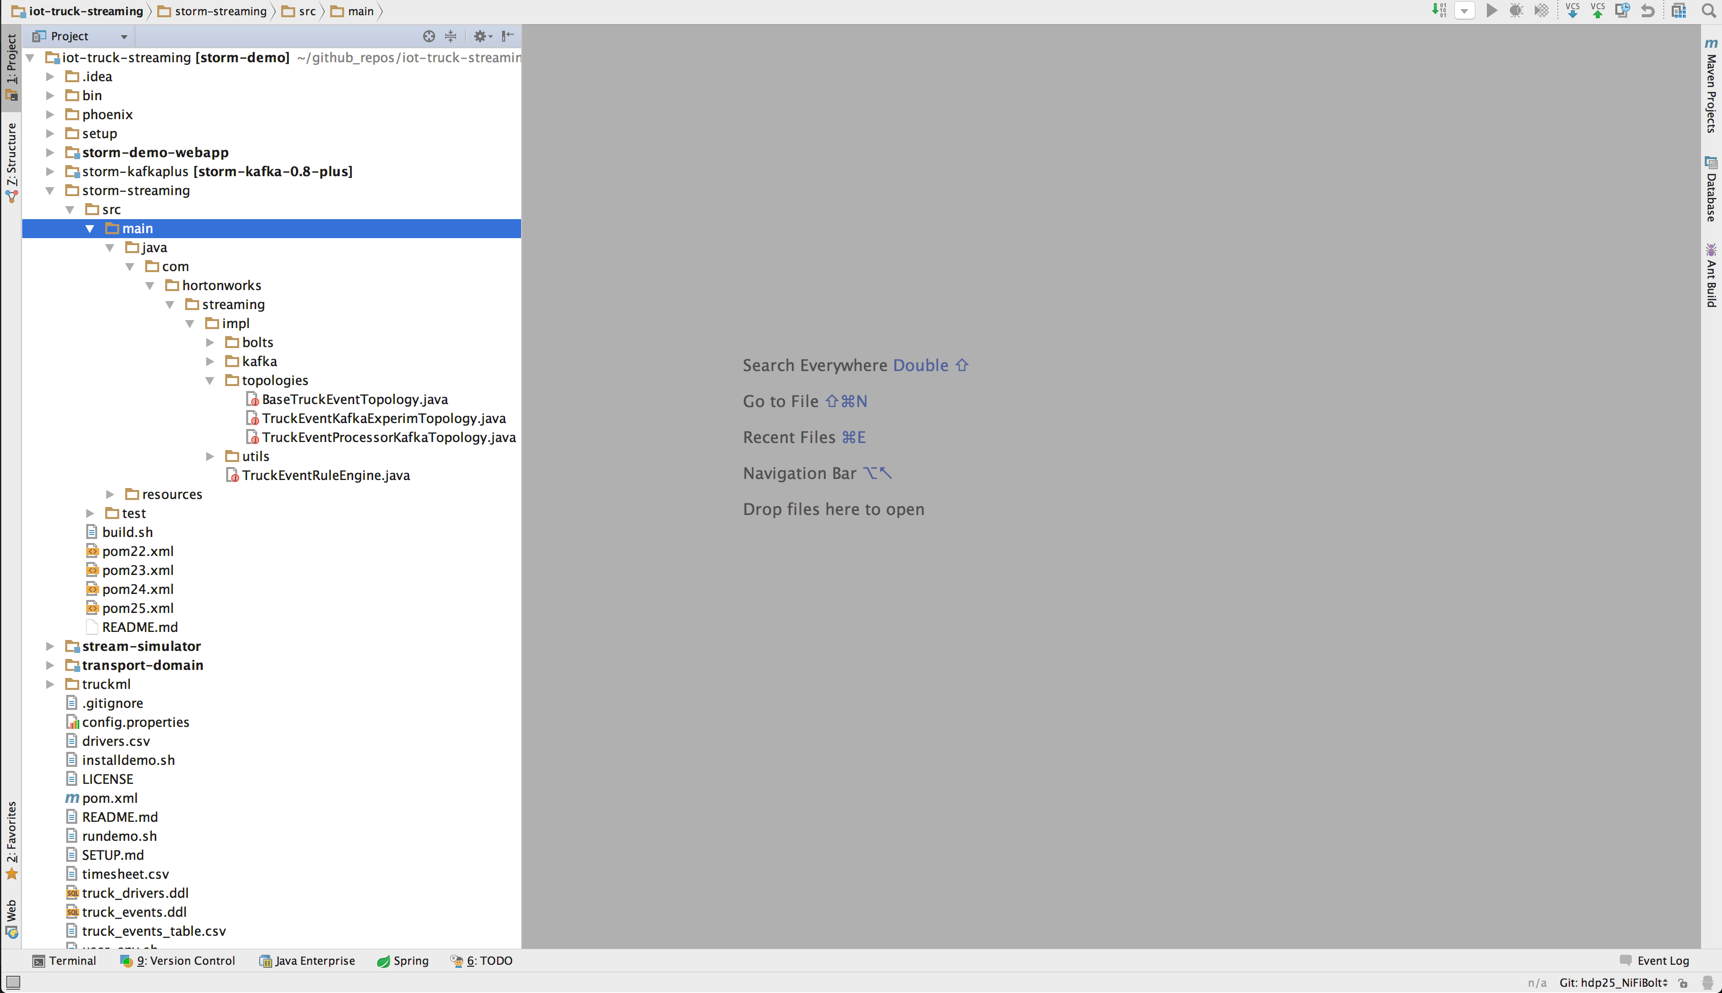 iot-truck-streaming storm-streaming src main
Project
iot-truck-streaming [storm-demo] ~/github_repos/iot-truck-streamin
.idea
bin
phoenix
setup
storm-demo-webapp
storm-kafkaplus [storm-kafka-0.8-plus]
storm-streaming
src
main
java
com
hortonworks
streaming
impl
bolts
kafka
topologies
BaseTruckEventTopology.java
TruckEventKafkaExperimTopology.java
TruckEventProcessorKafkaTopology.java
utils
TruckEventRuleEngine.java
resources
test
build.sh
pom22.xml
pom23.xml
pom24.xml
pom25.xml
README.md
stream-simulator
transport-domain
truckml
.gitignore
config.properties
drivers.csv
installdemo.sh
LICENSE
pom.xml
README.md
rundemo.sh
SETUP.md
timesheet.csv
truck_drivers.ddl
truck_events.ddl
truck_events_table.csv
1: Project
Z: Structure
2: Favorites
Web
Search Everywhere Double ⇧
Go to File ⇧⌘N
Recent Files ⌘E
Navigation Bar ⌥↖
Drop files here to open
VCS VCS
Maven Projects
Database
Ant Build
Terminal 9: Version Control Java Enterprise Spring 6: TODO Event Log
n/a Git: hdp25_NiFiBolt